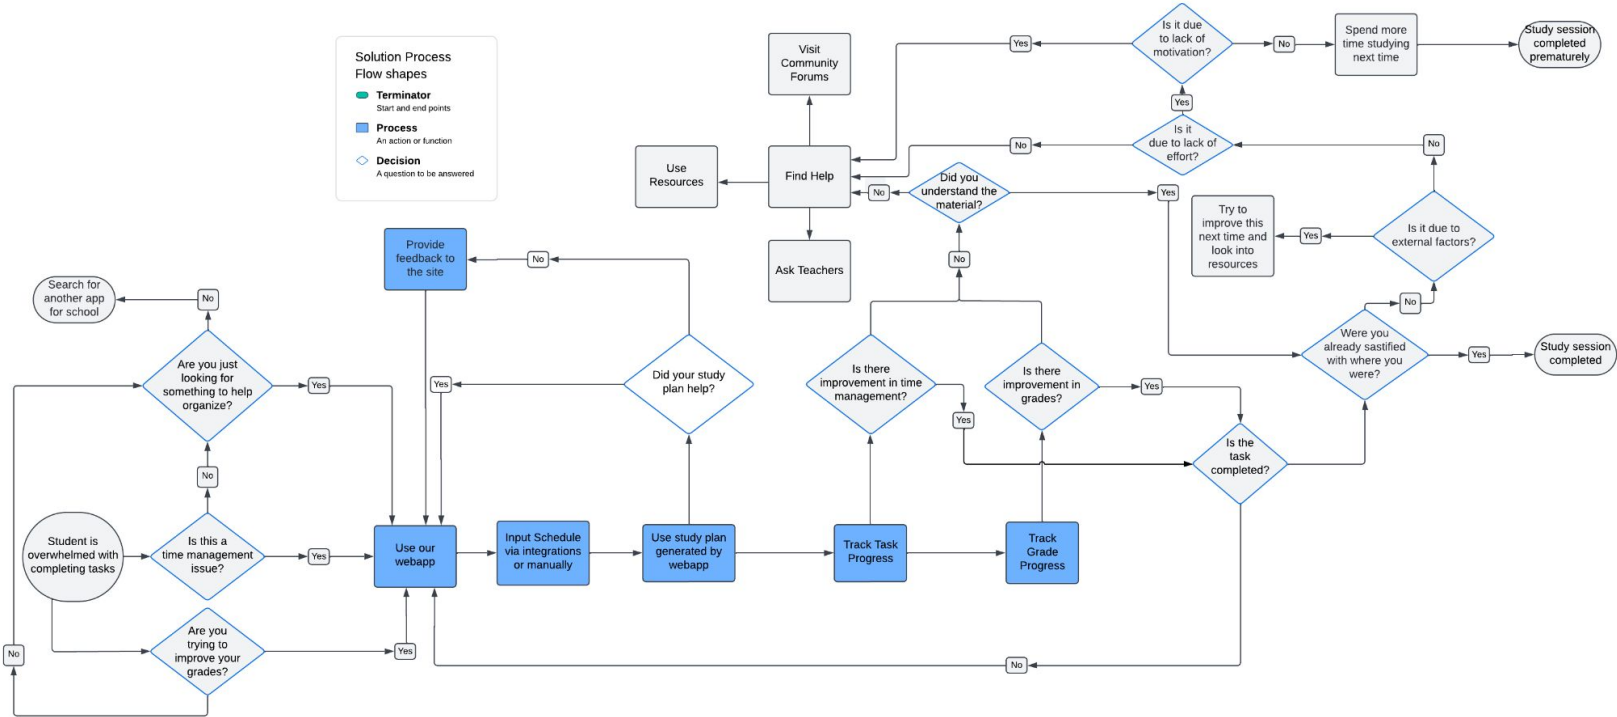 Solution Process
Flow shapes
Terminator
Start and end points
Process
An action or function
Decision
A question to be answered
Visit
Community
Forums
Use
Resources
Find Help
Ask Teachers
Yes
Is it due
to lack of
motivation?
No
Spend more
time studying
next time
Study session
completed
prematurely
Yes
Is it
due to lack of
effort?
No
No
Did you
understand the
material?
No
Yes
Try to
improve this
next time and
look into
resources
Yes
Is it due to
external factors?
No
Were you
already sastified
with where you
were?
Yes
Study session
completed
Provide
feedback to
the site
No
No
Search for
another app
for school
No
Are you just
looking for
something to help
organize?
Yes
Yes
Did your study
plan help?
Is there
improvement in time
management?
Yes
Is there
improvement in
grades?
Yes
Is the
task
completed?
No
Student is
overwhelmed with
completing tasks
Is this a
time management
issue?
Yes
Use our
webapp
Input Schedule
via integrations
or manually
Use study plan
generated by
webapp
Track Task
Progress
Track
Grade
Progress
No
Are you
trying to
improve your
grades?
Yes
No